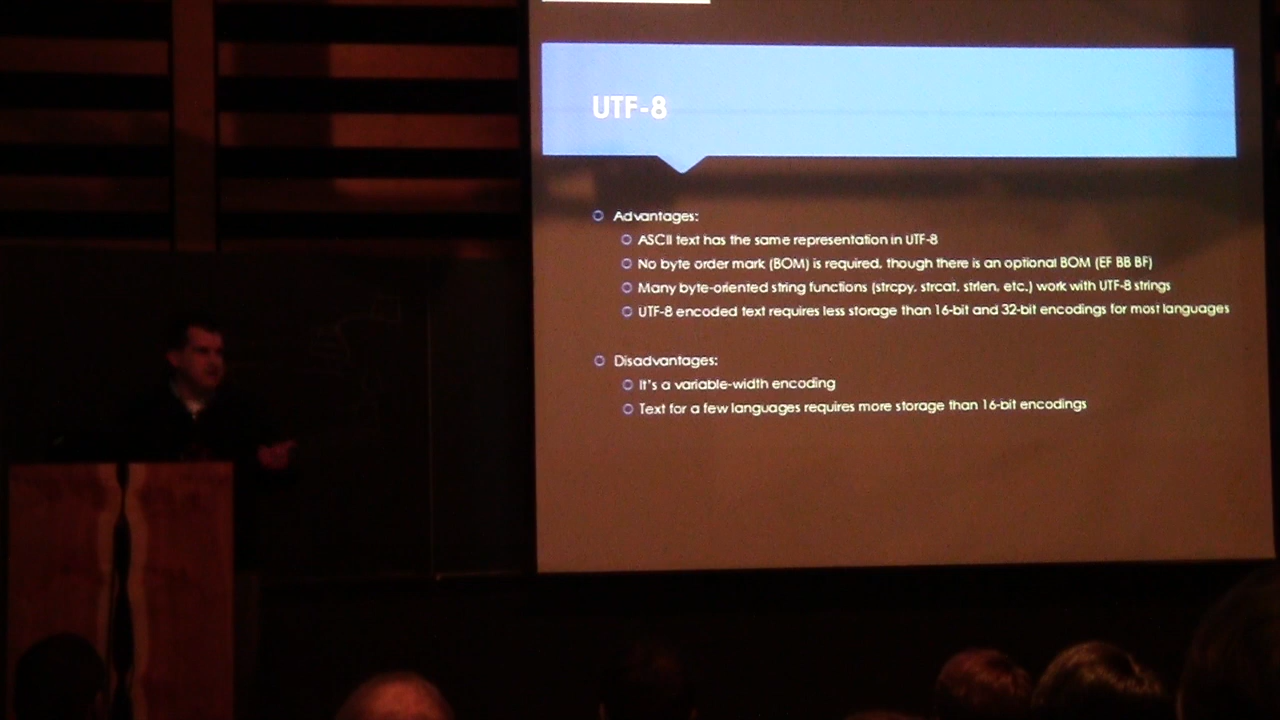 UTF-8
Advantages:
ASCII text has the same representation in UTF-8
No byte order mark (BOM) is required, though there is an optional BOM (EF BB BF)
Many byte-oriented string functions (strcpy, strcat, strlen, etc.) work with UTF-8 strings
UTF-8 encoded text requires less storage than 16-bit and 32-bit encodings for most languages
Disadvantages:
It's a variable-width encoding
Text for a few languages requires more storage than 16-bit encodings